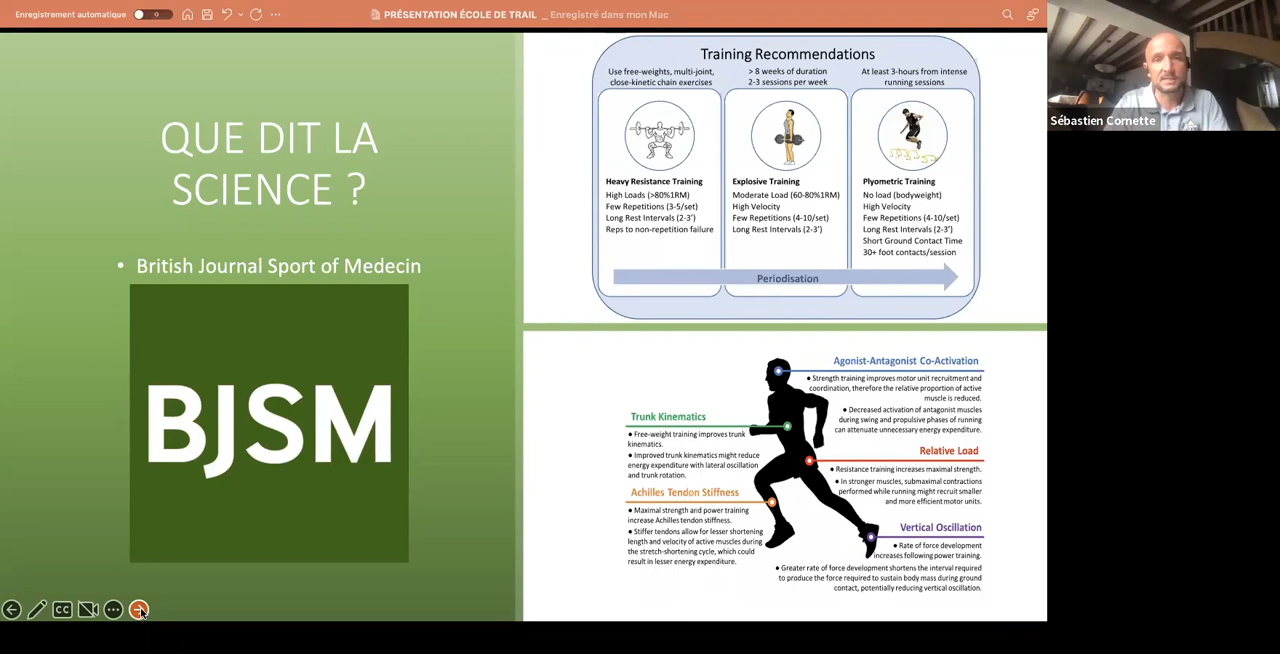 Enregistrement automatique
PRÉSENTATION ÉCOLE DE TRAIL _ Enregistré dans mon Mac
QUE DIT LA
SCIENCE ?
• British Journal Sport of Medecin
BJSM
CC
Training Recommendations
Use free-weights, multi-joint,
close-kinetic chain exercises
> 8 weeks of duration
2-3 sessions per week
At least 3-hours from intense
running sessions
Heavy Resistance Training
High Loads (>80%1RM)
Few Repetitions (3-5/set)
Long Rest Intervals (2-3')
Reps to non-repetition failure
Explosive Training
Moderate Load (60-80%1RM)
High Velocity
Few Repetitions (4-10/set)
Long Rest Intervals (2-3')
Plyometric Training
No load (bodyweight)
High Velocity
Few Repetitions (4-10/set)
Long Rest Intervals (2-3')
Short Ground Contact Time
30+ foot contacts/session
Periodisation
Agonist-Antagonist Co-Activation
• Strength training improves motor unit recruitment and
coordination, therefore the relative proportion of active
muscle is reduced.
• Decreased activation of antagonist muscles
during swing and propulsive phases of running
can attenuate unnecessary energy expenditure.
Trunk Kinematics
• Free-weight training improves trunk
kinematics.
• Improved trunk kinematics might reduce
energy expenditure with lateral oscillation
and trunk rotation.
Relative Load
• Resistance training increases maximal strength.
• In stronger muscles, submaximal contractions
performed while running might recruit smaller
and more efficient motor units.
Achilles Tendon Stiffness
• Maximal strength and power training
increase Achilles tendon stiffness.
• Stiffer tendons allow for lesser shortening
length and velocity of active muscles during
the stretch-shortening cycle, which could
result in lesser energy expenditure.
Vertical Oscillation
• Rate of force development
increases following power training.
• Greater rate of force development shortens the interval required
to produce the force required to sustain body mass during ground
contact, potentially reducing vertical oscillation.
Sébastien Cornette